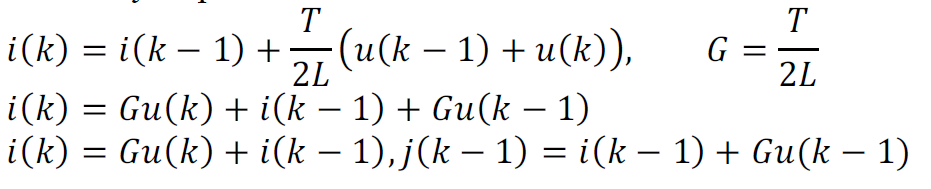 i(k) = i(k − 1) + T/2L (u(k − 1) + u(k)), G = T/2L
i(k) = Gu(k) + i(k − 1) + Gu(k − 1)
i(k) = Gu(k) + i(k − 1), j(k − 1) = i(k − 1) + Gu(k − 1)